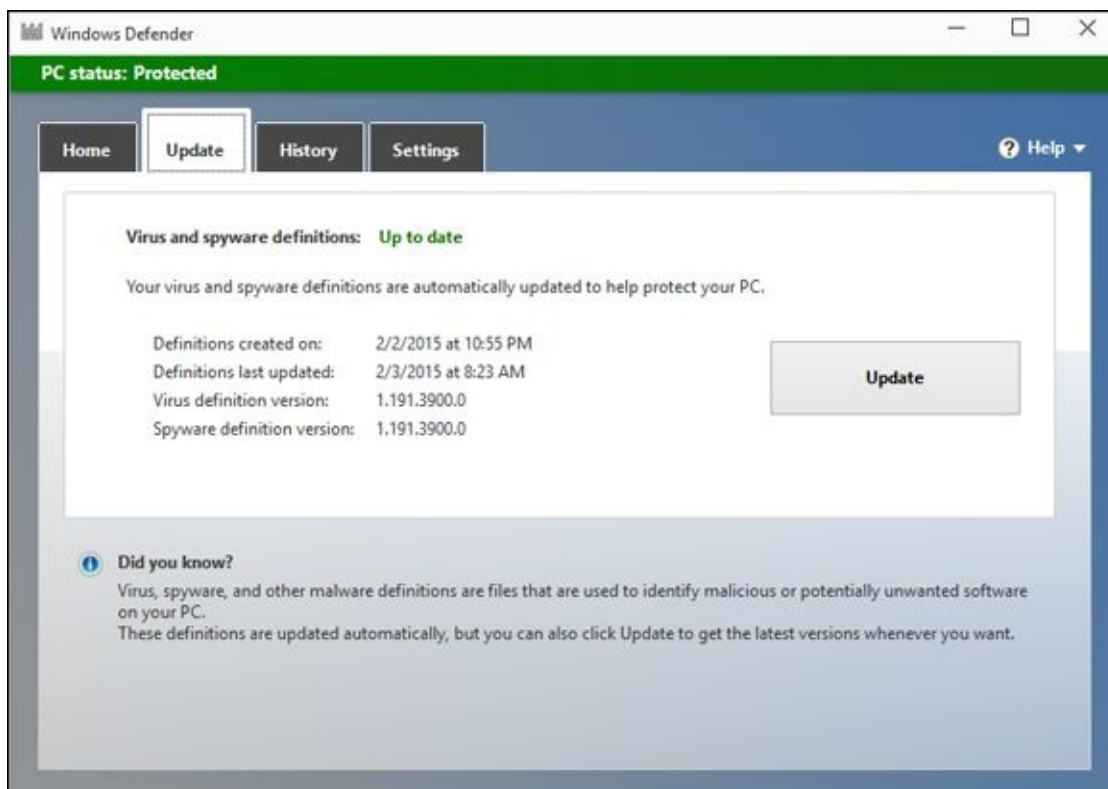 Windows Defender
PC status: Protected
Home Update History Settings Help
Virus and spyware definitions: Up to date
Your virus and spyware definitions are automatically updated to help protect your PC.
Definitions created on: 2/2/2015 at 10:55 PM
Definitions last updated: 2/3/2015 at 8:23 AM
Virus definition version: 1.191.3900.0
Spyware definition version: 1.191.3900.0
Update
Did you know?
Virus, spyware, and other malware definitions are files that are used to identify malicious or potentially unwanted software
on your PC.
These definitions are updated automatically, but you can also click Update to get the latest versions whenever you want.